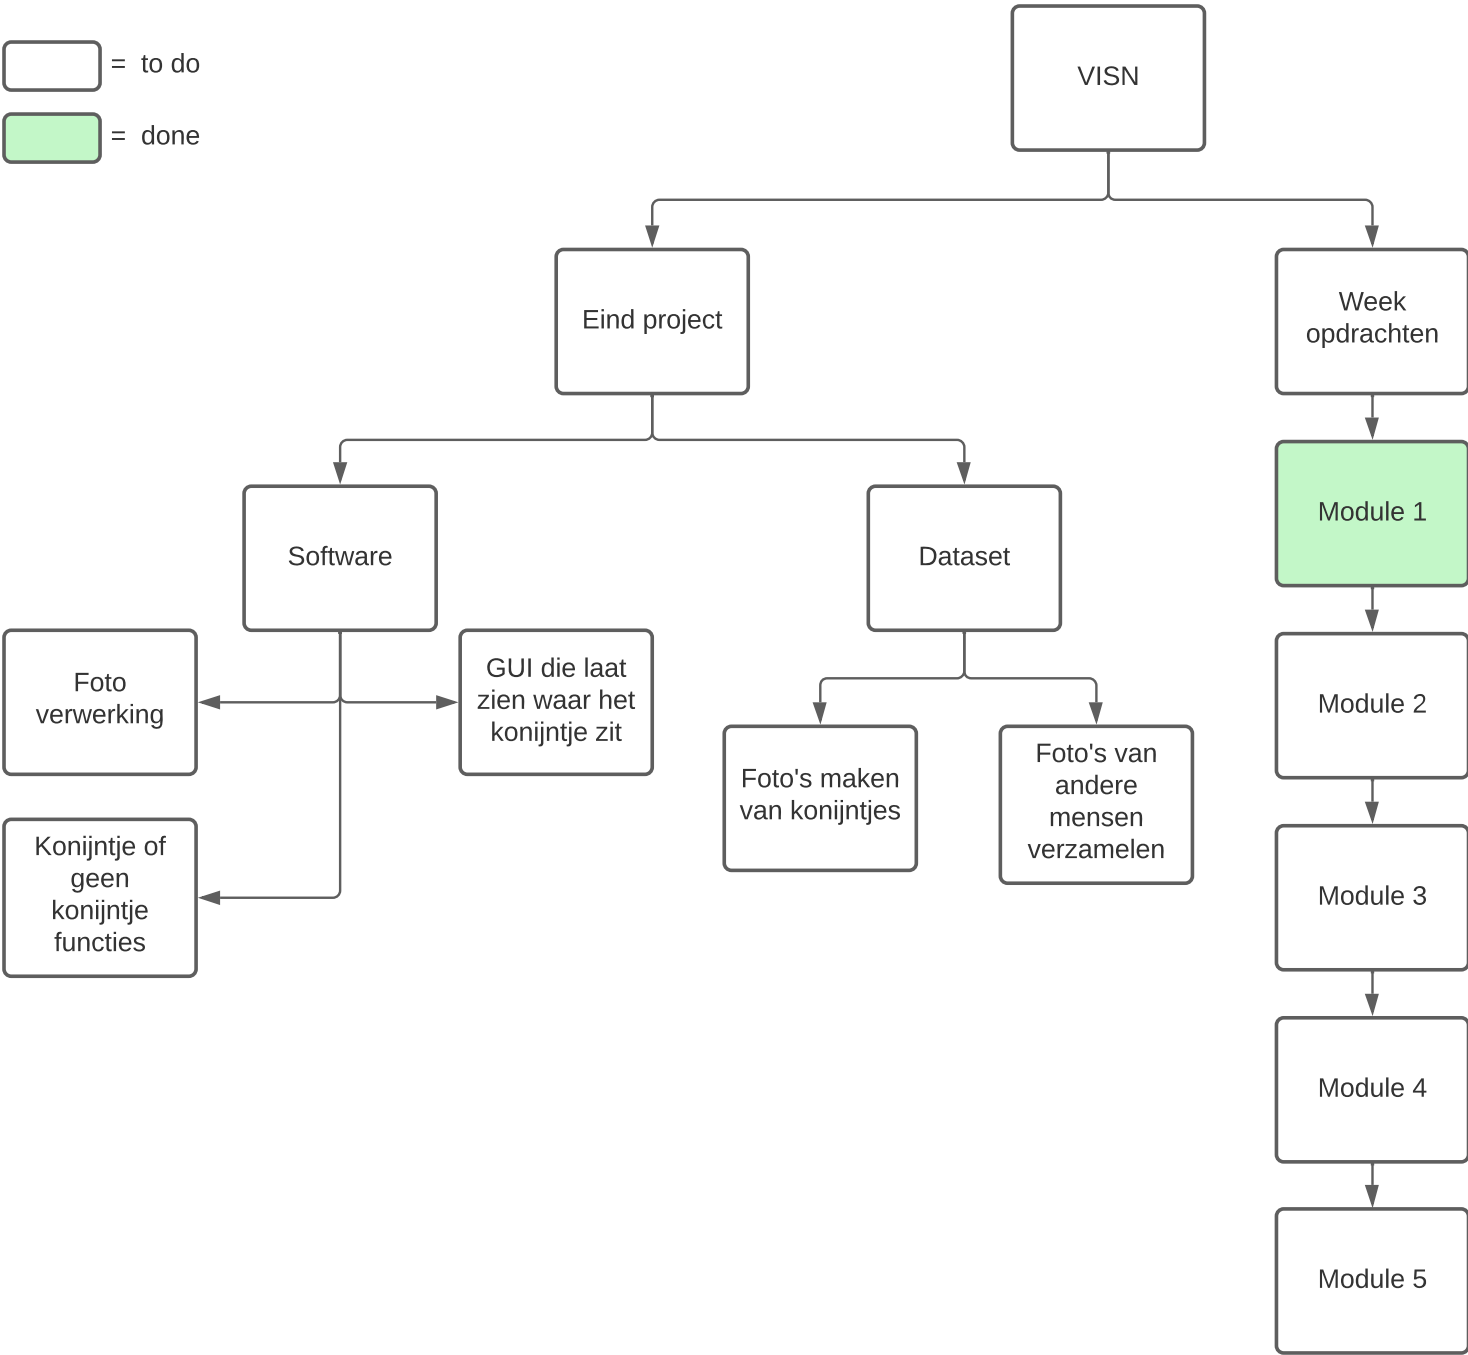 = to do
= done
VISN
Eind project
Week
opdrachten
Software
Dataset
Module 1
Foto
verwerking
GUI die laat
zien waar het
konijntje zit
Konijntje of
geen
konijntje
functies
Foto's maken
van konijntjes
Foto's van
andere
mensen
verzamelen
Module 2
Module 3
Module 4
Module 5